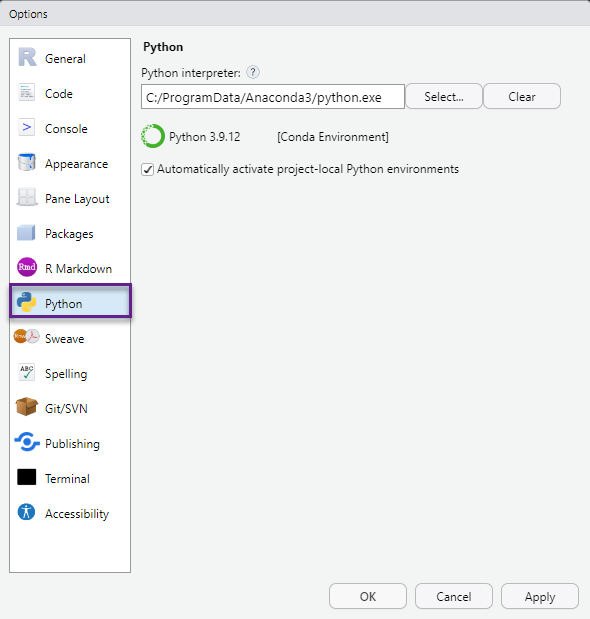 Options
R General
Code
Console
Appearance
Pane Layout
Packages
Rmd R Markdown
Python
Sweave
ABC Spelling
Git/SVN
Publishing
Terminal
Accessibility
Python
Python interpreter: ?
C:/ProgramData/Anaconda3/python.exe Select... Clear
Python 3.9.12 [Conda Environment]
Automatically activate project-local Python environments
OK Cancel Apply